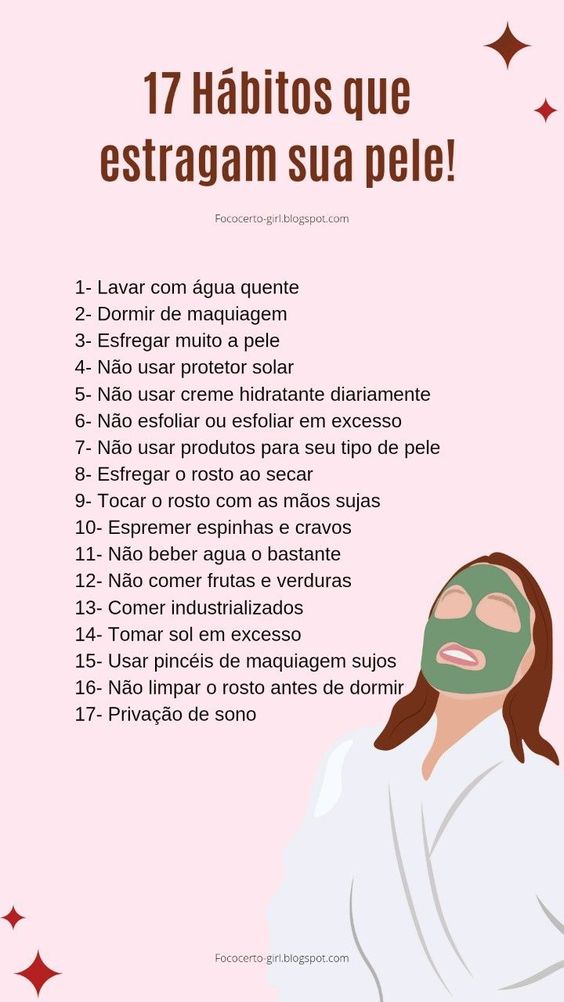 17 Hábitos que
estragam sua pele!
Fococerto-girl.blogspot.com
1- Lavar com água quente
2- Dormir de maquiagem
3- Esfregar muito a pele
4- Não usar protetor solar
5- Não usar creme hidratante diariamente
6- Não esfoliar ou esfoliar em excesso
7- Não usar produtos para seu tipo de pele
8- Esfregar o rosto ao secar
9- Tocar o rosto com as mãos sujas
10- Espremer espinhas e cravos
11- Não beber agua o bastante
12- Não comer frutas e verduras
13- Comer industrializados
14- Tomar sol em excesso
15- Usar pincéis de maquiagem sujos
16- Não limpar o rosto antes de dormir
17- Privação de sono
Fococerto-girl.blogspot.com